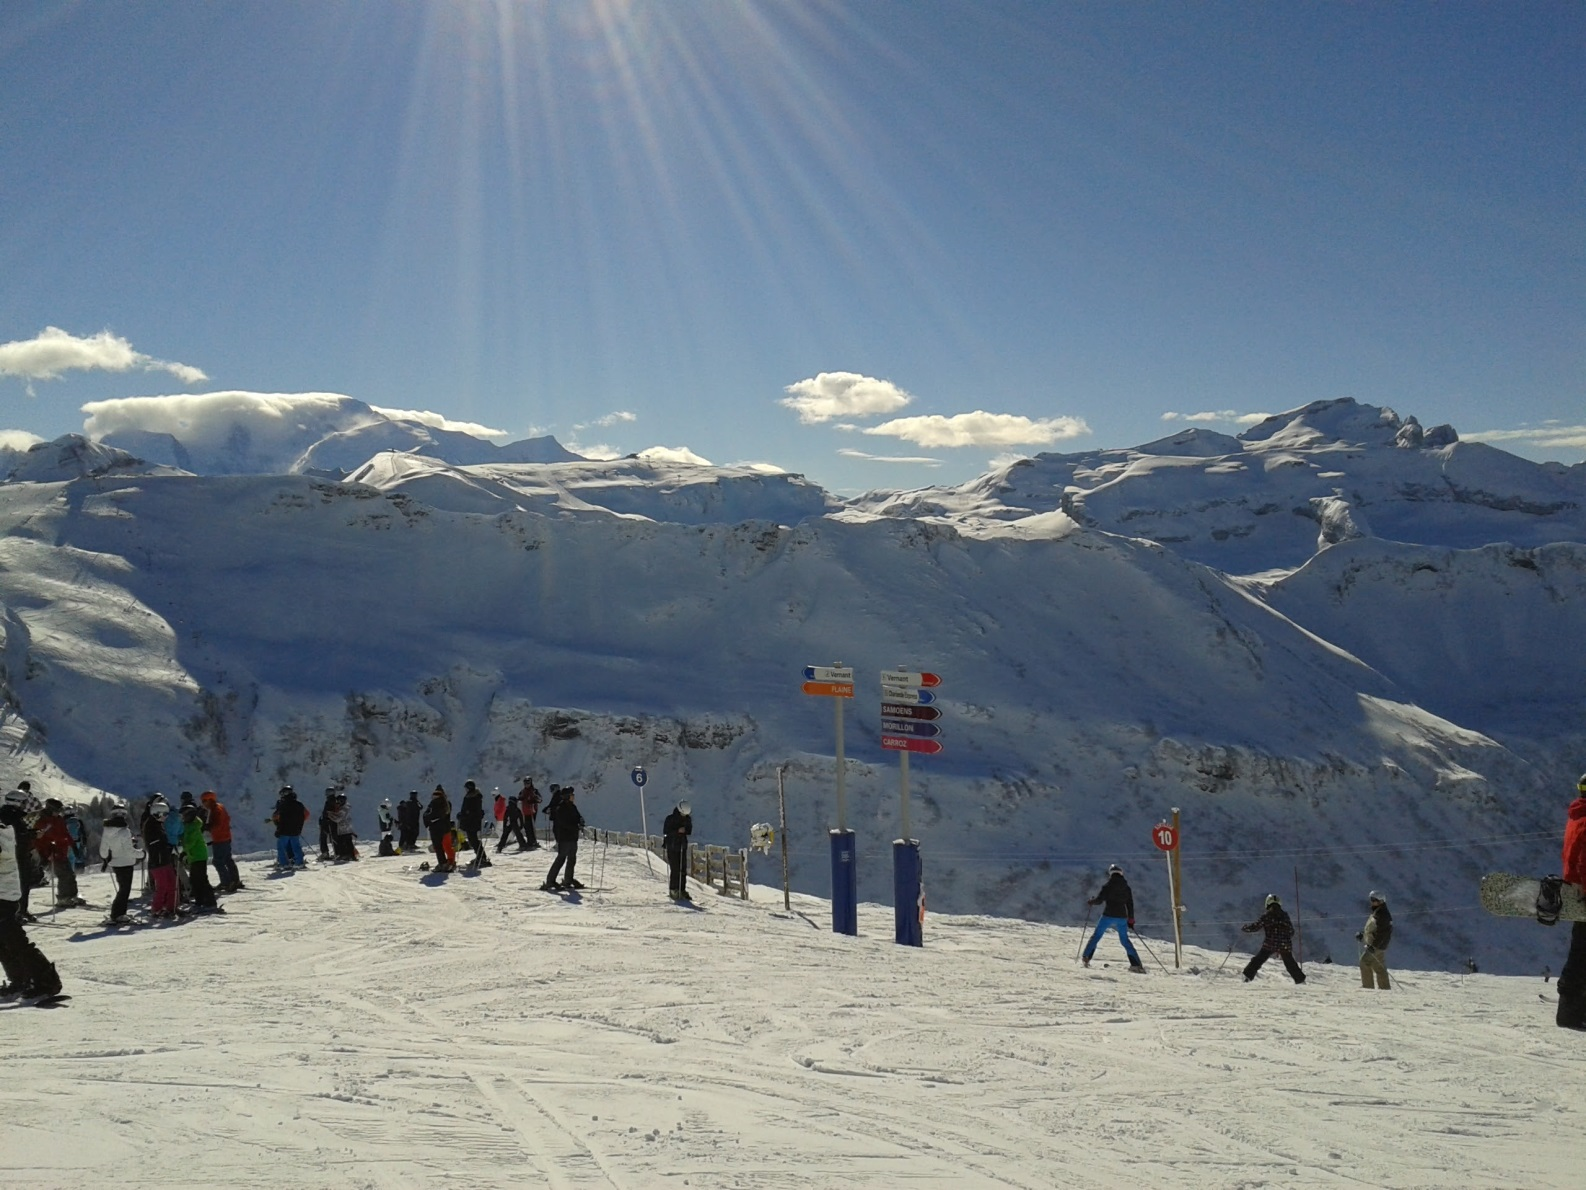 Vernant
FLAINE
Vernant
SAMOENS
MORILLON
CARROZ
6
10